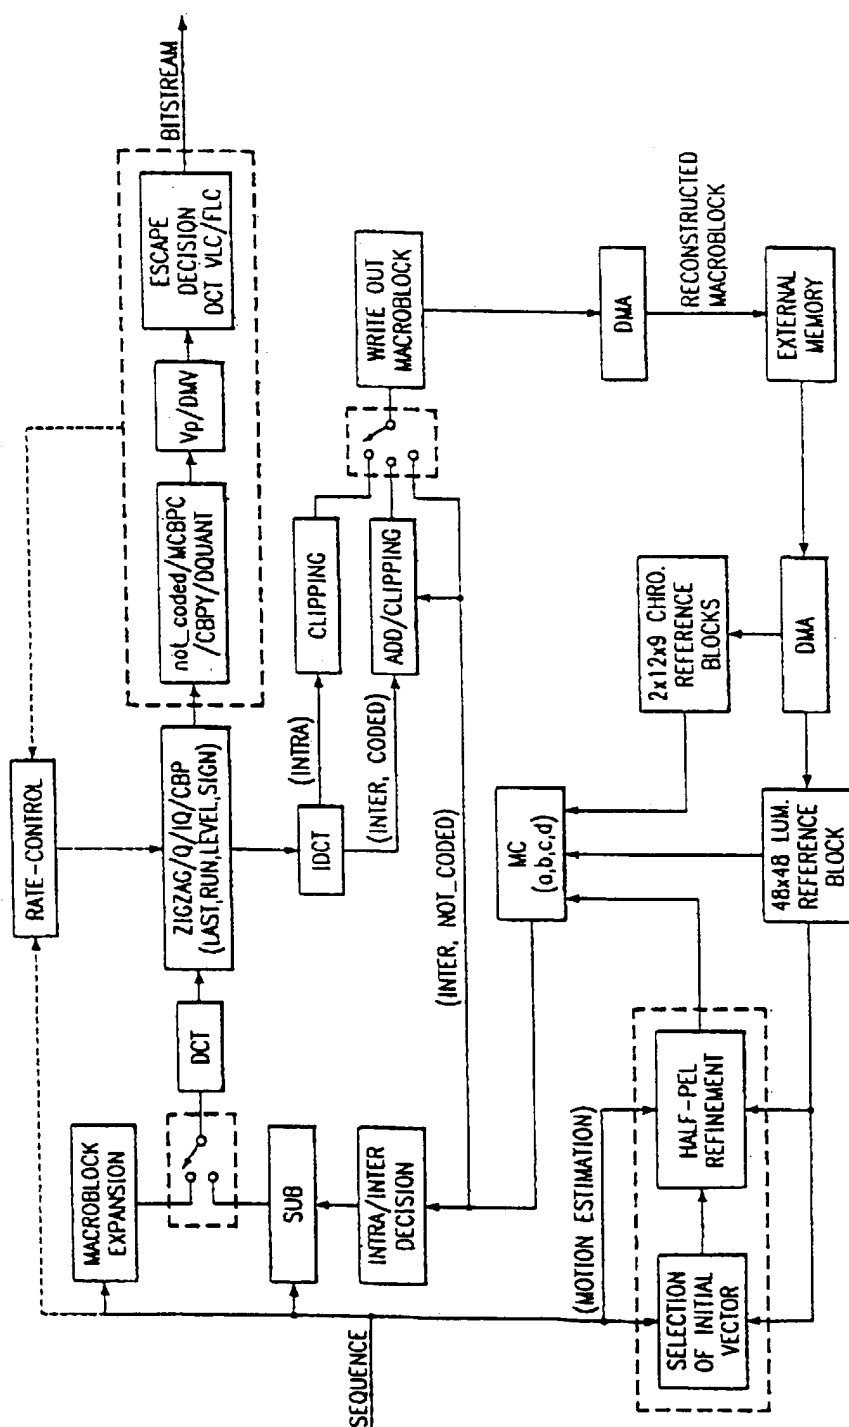 RATE-CONTROL
BITSTREAM
MACROBLOCK
EXPANSION
DCT
ZIGZAG/Q/IQ/CBP
(LAST,RUN,LEVEL,SIGN)
not_coded/MCBPC
/CBPY/DQUANT
Vp/DMV
ESCAPE
DECISION
DCT VLC/FLC
SUB
IDCT
(INTRA)
CLIPPING
(INTER, CODED)
ADD/CLIPPING
WRITE OUT
MACROBLOCK
SEQUENCE
INTRA/INTER
DECISION
(INTER, NOT_CODED)
MC
(a,b,c,d)
DMA
RECONSTRUCTED
MACROBLOCK
(MOTION ESTIMATION)
2x12x9 CHRO.
REFERENCE
BLOCKS
SELECTION
OF INITIAL
VECTOR
HALF-PEL
REFINEMENT
48x48 LUM.
REFERENCE
BLOCK
DMA
EXTERNAL
MEMORY